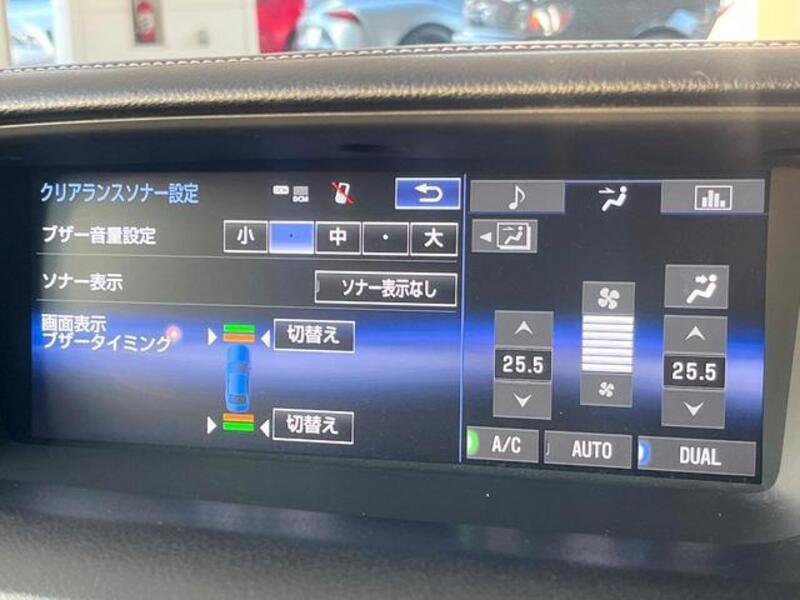 クリアランスソナー設定
DCM
ブザー音量設定
小 ・ 中 ・ 大
ソナー表示
ソナー表示なし
画面表示
ブザータイミング
切替え
切替え
25.5
25.5
A/C
AUTO
DUAL